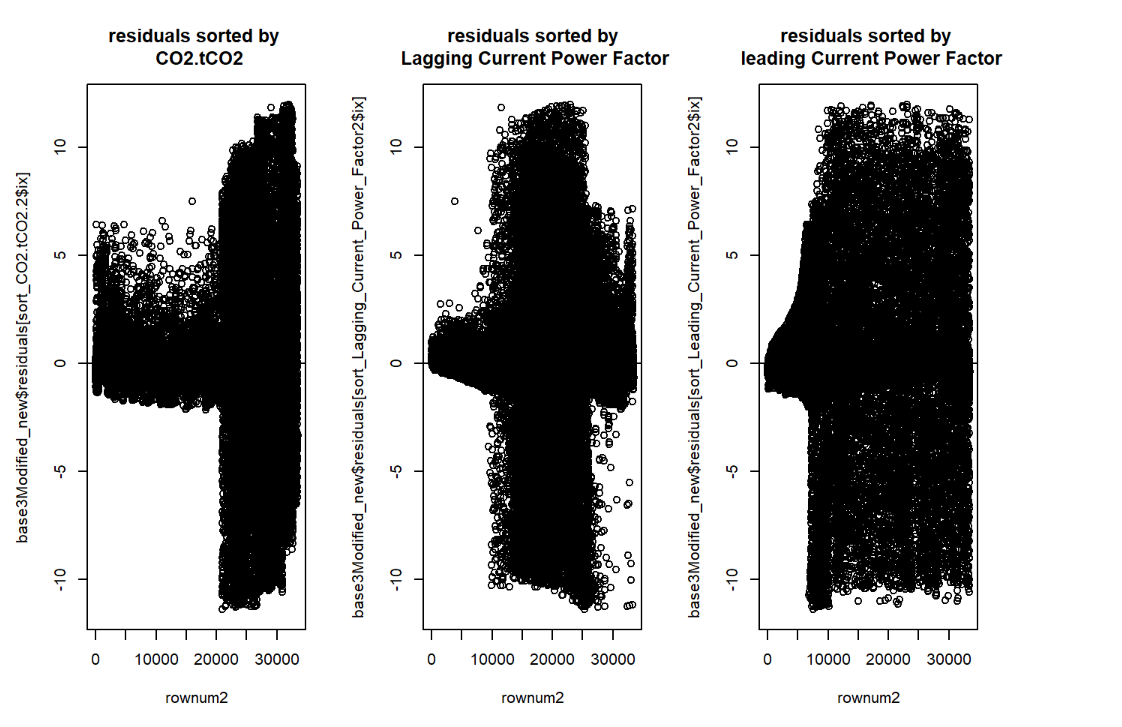 residuals sorted by
CO2.tCO2
base3Modified_new$residuals[sort_CO2.tCO2.2$ix]
10
5
0
-5
-10
0 10000 20000 30000
rownum2
residuals sorted by
Lagging Current Power Factor
base3Modified_new$residuals[sort_Lagging_Current_Power_Factor2$ix]
10
5
0
-5
-10
0 10000 20000 30000
rownum2
residuals sorted by
leading Current Power Factor
base3Modified_new$residuals[sort_Leading_Current_Power_Factor2$ix]
10
5
0
-5
-10
0 10000 20000 30000
rownum2